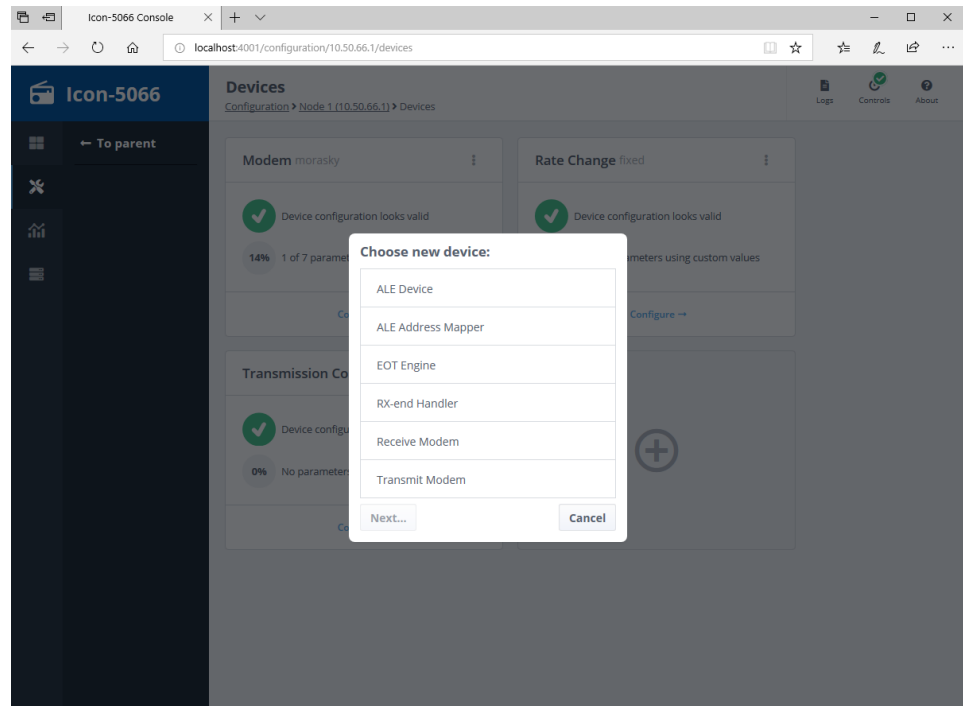 Icon-5066 Console
localhost:4001/configuration/10.50.66.1/devices
Icon-5066
Devices
Configuration > Node 1 (10.50.66.1) > Devices
Logs
Controls
About
← To parent
Modem morasky
Device configuration looks valid
14% 1 of 7 paramet
Co
Rate Change fixed
Device configuration looks valid
ameters using custom values
Configure →
Transmission Co
Device configu
0% No parameter
Co
Choose new device:
ALE Device
ALE Address Mapper
EOT Engine
RX-end Handler
Receive Modem
Transmit Modem
Next...
Cancel